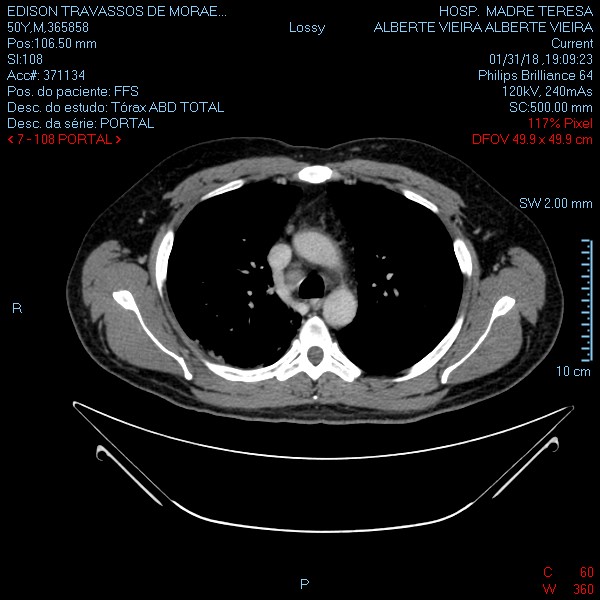 EDISON TRAVASSOS DE MORAE...
50Y,M,365858
Pos:106.50 mm
SI:108
Acc#: 371134
Pos. do paciente: FFS
Desc. do estudo: Tórax ABD TOTAL
Desc. da série: PORTAL
< 7 - 108 PORTAL >
Lossy
HOSP. MADRE TERESA
ALBERTE VIEIRA ALBERTE VIEIRA
Current
01/31/18 ,19:09:23
Philips Brilliance 64
120kV, 240mAs
SC:500.00 mm
117% Pixel
DFOV 49.9 x 49.9 cm
SW 2.00 mm
R
10 cm
P
C 60
W 360